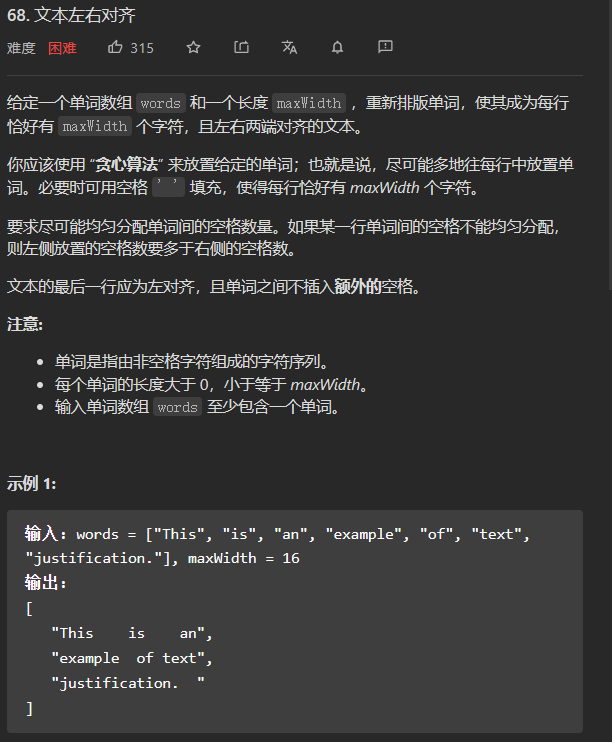 68. 文本左右对齐
难度 困难 315
给定一个单词数组 words 和一个长度 maxWidth ，重新排版单词，使其成为每行
恰好有 maxWidth 个字符，且左右两端对齐的文本。
你应该使用 “贪心算法” 来放置给定的单词；也就是说，尽可能多地往每行中放置单
词。必要时可用空格 ' ' 填充，使得每行恰好有 maxWidth 个字符。
要求尽可能均匀分配单词间的空格数量。如果某一行单词间的空格不能均匀分配，
则左侧放置的空格数要多于右侧的空格数。
文本的最后一行应为左对齐，且单词之间不插入额外的空格。
注意:
单词是指由非空格字符组成的字符序列。
每个单词的长度大于 0，小于等于 maxWidth。
输入单词数组 words 至少包含一个单词。
示例 1:
输入：words = ["This", "is", "an", "example", "of", "text",
"justification."], maxWidth = 16
输出：
[
   "This    is    an",
   "example  of text",
   "justification.  "
]